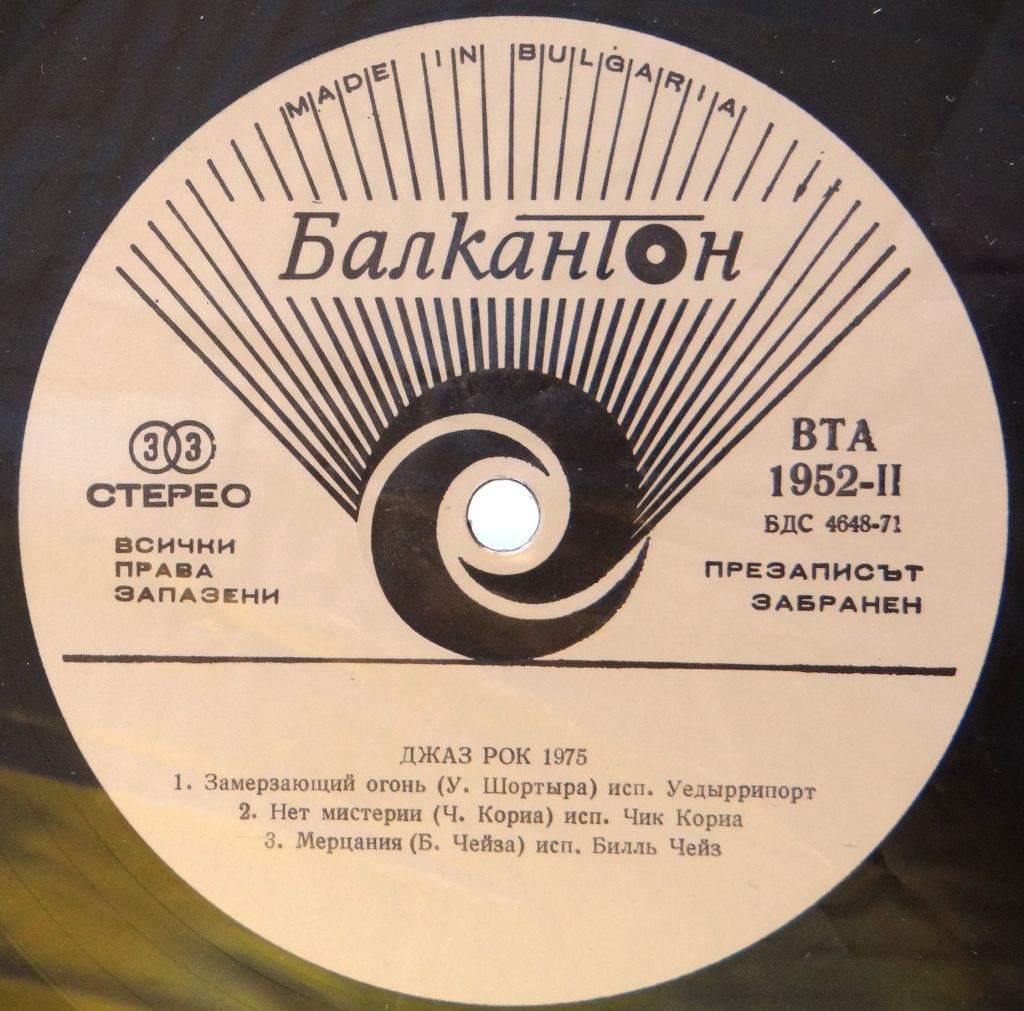 MADE IN BULGARIA
Балкантон
33
СТЕРЕО
ВСИЧКИ
ПРАВА
ЗАПАЗЕНИ
ВТА
1952-II
БДС 4648-71
ПРЕЗАПИСЪТ
ЗАБРАНЕН
ДЖАЗ РОК 1975
1. Замерзающий огонь (У. Шортыра) исп. Уедыррипорт
2. Нет мистерии (Ч. Кориа) исп. Чик Кориа
3. Мерцания (Б. Чейза) исп. Билль Чейз